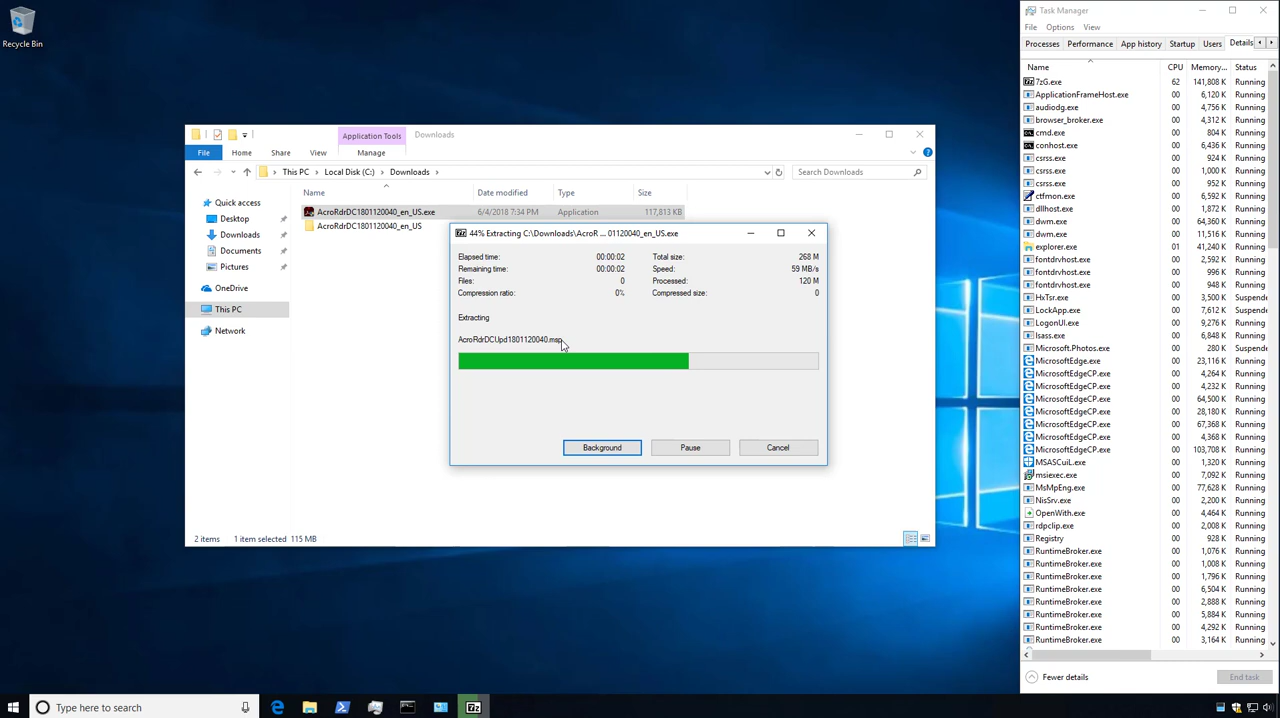 Recycle Bin
Application Tools
Downloads
File
Home
Share
View
Manage
This PC
Local Disk (C:)
Downloads
Search Downloads
Name
Date modified
Type
Size
Quick access
Desktop
Downloads
Documents
Pictures
OneDrive
This PC
Network
AcroRdrDC1801120040_en_US.exe 6/4/2018 7:34 PM Application 117,813 KB
AcroRdrDC1801120040_en_US
2 items 1 item selected 115 MB
7z 44% Extracting C:\Downloads\AcroR ... 01120040_en_US.exe
Elapsed time: 00:00:02 Total size: 268 M
Remaining time: 00:00:02 Speed: 59 MB/s
Files: 0 Processed: 120 M
Compression ratio: 0% Compressed size: 0
Extracting
AcroRdrDCUpd1801120040.msp
Background
Pause
Cancel
Task Manager
File Options View
Processes Performance App history Startup Users Details
Name CPU Memory... Status
7zG.exe 62 141,808 K Running
ApplicationFrameHost.exe 00 6,120 K Running
audiodg.exe 00 4,756 K Running
browser_broker.exe 00 4,312 K Running
cmd.exe 00 804 K Running
conhost.exe 00 6,436 K Running
csrss.exe 00 924 K Running
csrss.exe 00 1,000 K Running
csrss.exe 00 952 K Running
ctfmon.exe 00 5,596 K Running
dllhost.exe 00 1,872 K Running
dwm.exe 00 4,264 K Running
dwm.exe 00 4,492 K Running
explorer.exe 01 41,240 K Running
fontdrvhost.exe 00 2,592 K Running
fontdrvhost.exe 00 996 K Running
fontdrvhost.exe 00 948 K Running
HxTsr.exe 00 3,500 K Suspende
LockApp.exe 00 8,004 K Suspende
LogonUI.exe 00 9,276 K Running
lsass.exe 00 6,272 K Running
Microsoft.Photos.exe 00 280 K Suspende
MicrosoftEdge.exe 00 23,116 K Running
MicrosoftEdgeCP.exe 00 4,264 K Running
MicrosoftEdgeCP.exe 00 4,232 K Running
MicrosoftEdgeCP.exe 00 64,500 K Running
MicrosoftEdgeCP.exe 00 28,180 K Running
MicrosoftEdgeCP.exe 00 67,368 K Running
MicrosoftEdgeCP.exe 00 4,368 K Running
MicrosoftEdgeCP.exe 00 103,708 K Running
MSASCuiL.exe 00 1,320 K Running
msiexec.exe 00 7,092 K Running
MsMpEng.exe 00 77,628 K Running
NisSrv.exe 00 2,200 K Running
OpenWith.exe 00 4,464 K Running
rdpclip.exe 00 2,008 K Running
Registry 00 928 K Running
RuntimeBroker.exe 00 1,076 K Running
RuntimeBroker.exe 00 1,008 K Running
RuntimeBroker.exe 00 1,796 K Running
RuntimeBroker.exe 00 6,504 K Running
RuntimeBroker.exe 00 2,888 K Running
RuntimeBroker.exe 00 5,884 K Running
RuntimeBroker.exe 00 4,292 K Running
RuntimeBroker.exe 00 3,164 K Running
Fewer details
End task
Type here to search
7z